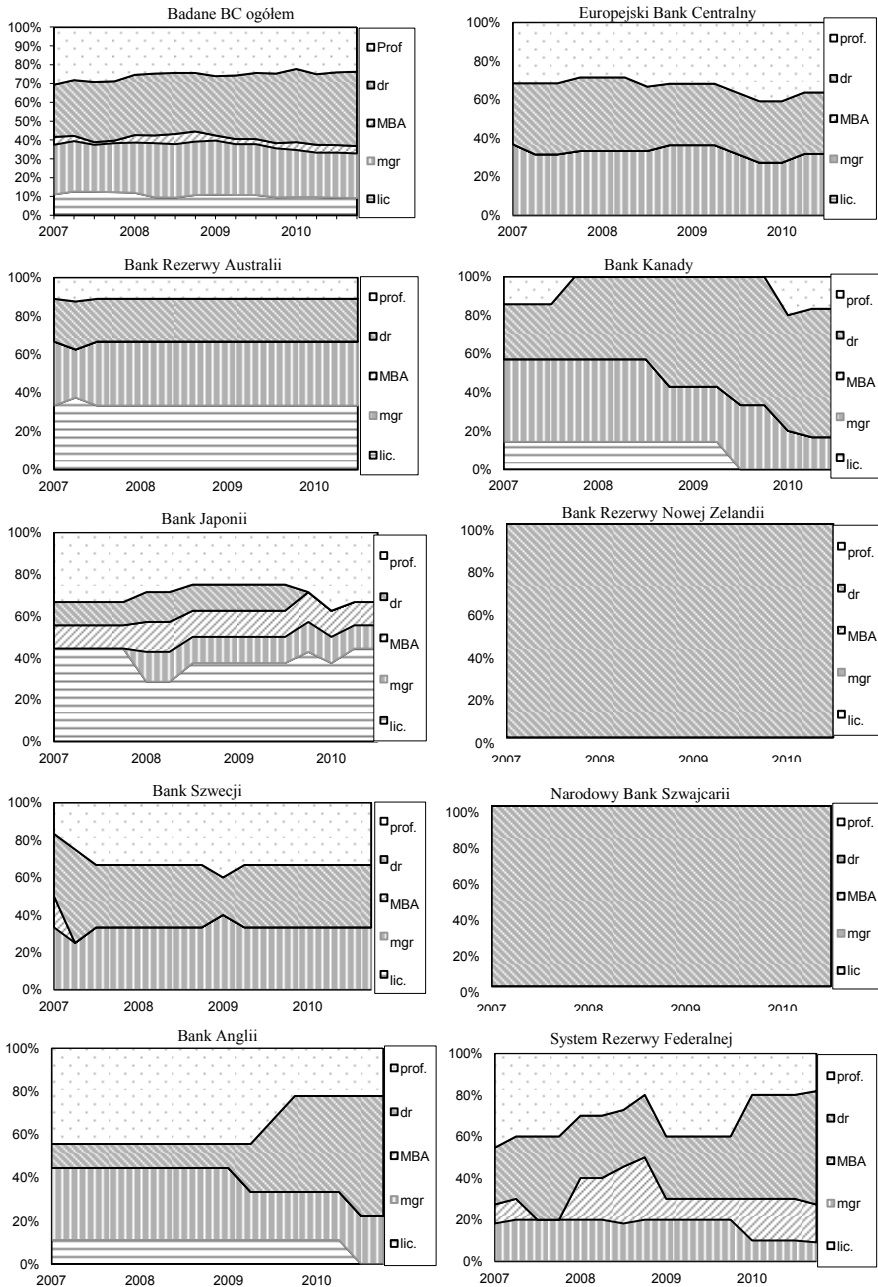 Badane BC ogółem
100%
90%
80%
70%
60%
50%
40%
30%
20%
10%
0%
2007 2008 2009 2010
Prof
dr
MBA
mgr
lic
Europejski Bank Centralny
100%
80%
60%
40%
20%
0%
2007 2008 2009 2010
prof.
dr
MBA
mgr
lic.
Bank Rezerwy Australii
100%
80%
60%
40%
20%
0%
2007 2008 2009 2010
prof.
dr
MBA
mgr
lic.
Bank Kanady
100%
80%
60%
40%
20%
0%
2007 2008 2009 2010
prof.
dr
MBA
mgr
lic.
Bank Japonii
100%
80%
60%
40%
20%
0%
2007 2008 2009 2010
prof.
dr
MBA
mgr
lic.
Bank Rezerwy Nowej Zelandii
100%
80%
60%
40%
20%
0%
2007 2008 2009 2010
prof.
dr
MBA
mgr
lic.
Bank Szwecji
100%
80%
60%
40%
20%
0%
2007 2008 2009 2010
prof.
dr
MBA
mgr
lic.
Narodowy Bank Szwajcarii
100%
80%
60%
40%
20%
0%
2007 2008 2009 2010
prof.
dr
MBA
mgr
lic
Bank Anglii
100%
80%
60%
40%
20%
0%
2007 2008 2009 2010
prof.
dr
MBA
mgr
lic.
System Rezerwy Federalnej
100%
80%
60%
40%
20%
0%
2007 2008 2009 2010
prof.
dr
MBA
mgr
lic.